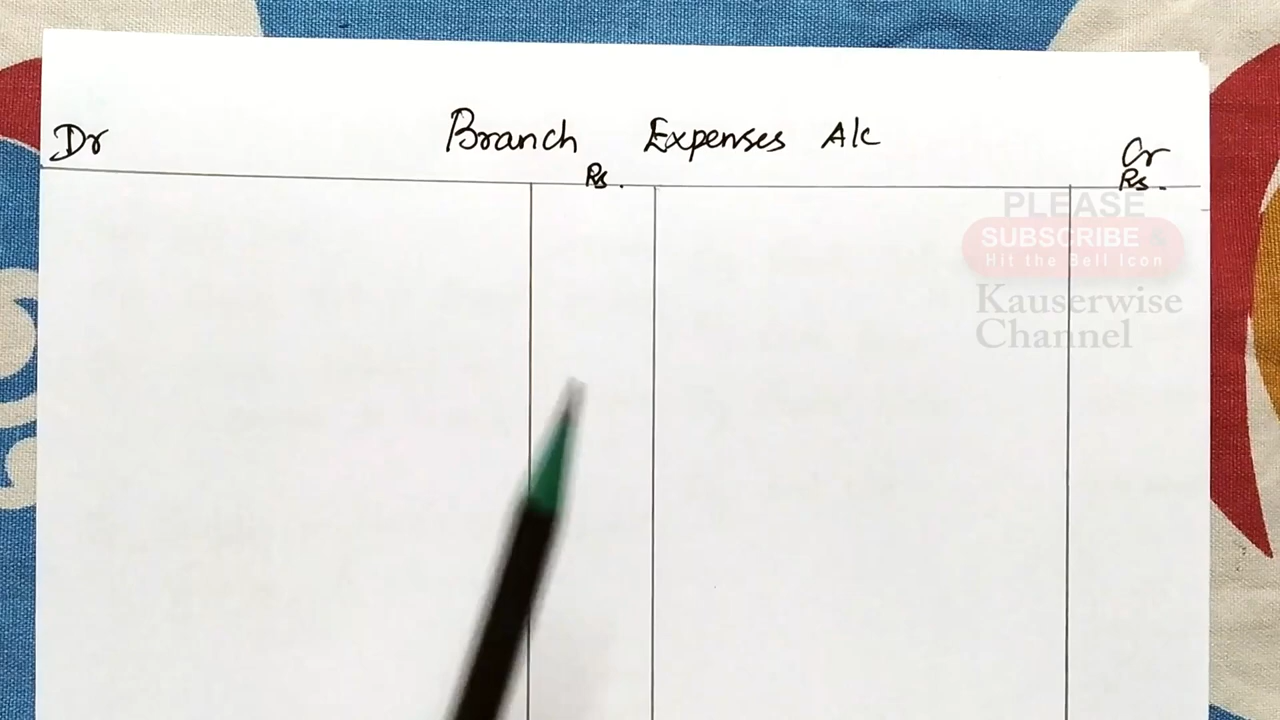 Dr Branch Expenses A/c Cr
Rs. Rs.
PLEASE
SUBSCRIBE &
Hit the Bell Icon
Kauserwise
Channel